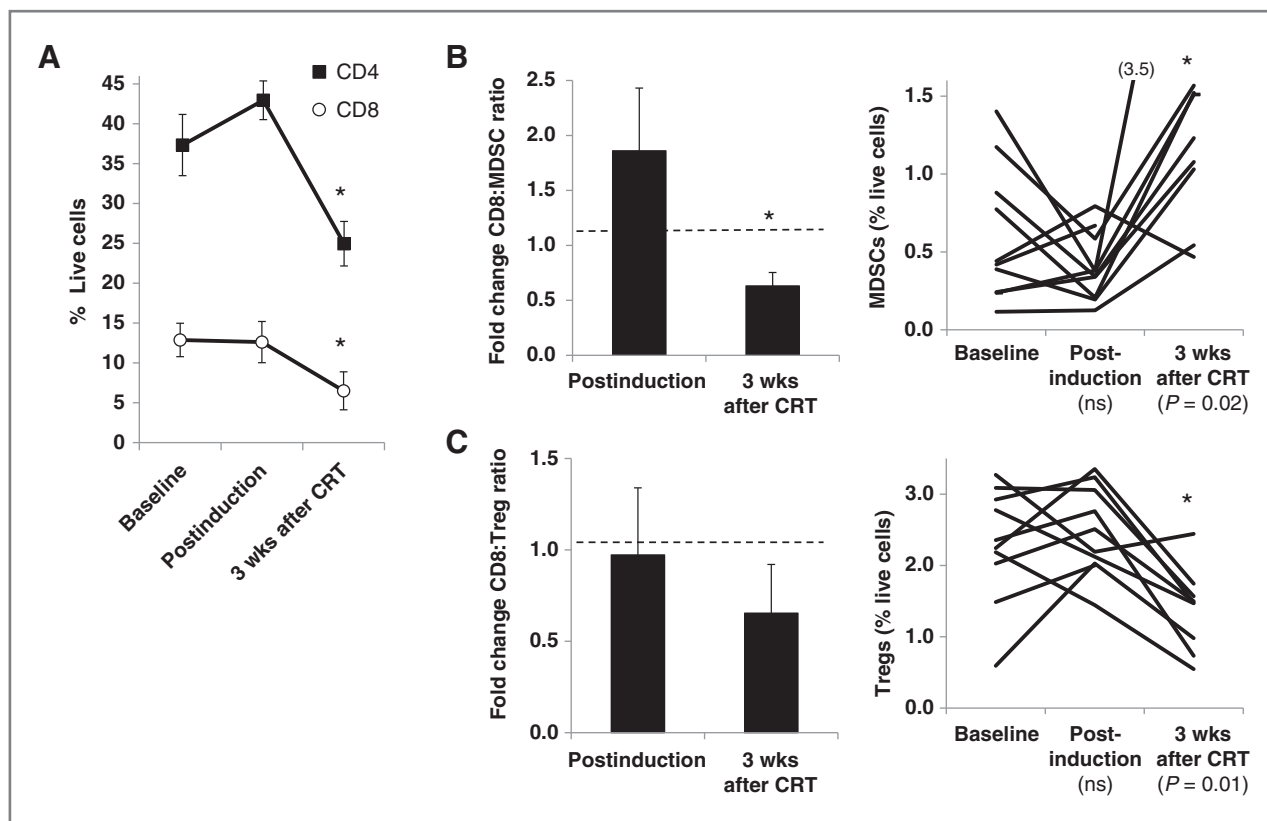 A
CD4
CD8
% Live cells
45
40
35
30
25
20
15
10
5
0
*
*
Baseline
Postinduction
3 wks after CRT
B
Fold change CD8:MDSC ratio
2.5
2.0
1.5
1.0
0.5
0.0
*
Postinduction
3 wks
after CRT
MDSCs (% live cells)
1.5
1.0
0.5
0.0
(3.5)
*
Baseline
Post-
induction
(ns)
3 wks
after CRT
(P = 0.02)
C
Fold change CD8:Treg ratio
1.5
1.0
0.5
0.0
Postinduction
3 wks
after CRT
Tregs (% live cells)
3.0
2.0
1.0
0.0
*
Baseline
Post-
induction
(ns)
3 wks
after CRT
(P = 0.01)